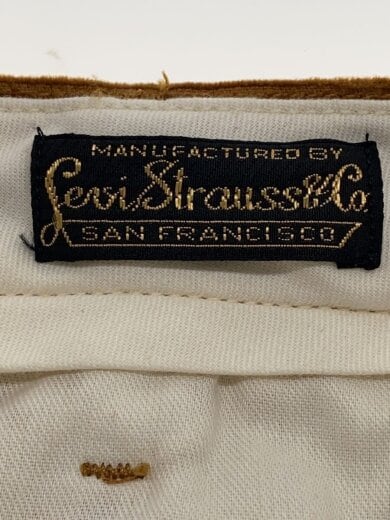 MANUFACTURED BY
Levi Strauss & Co
SAN FRANCISCO